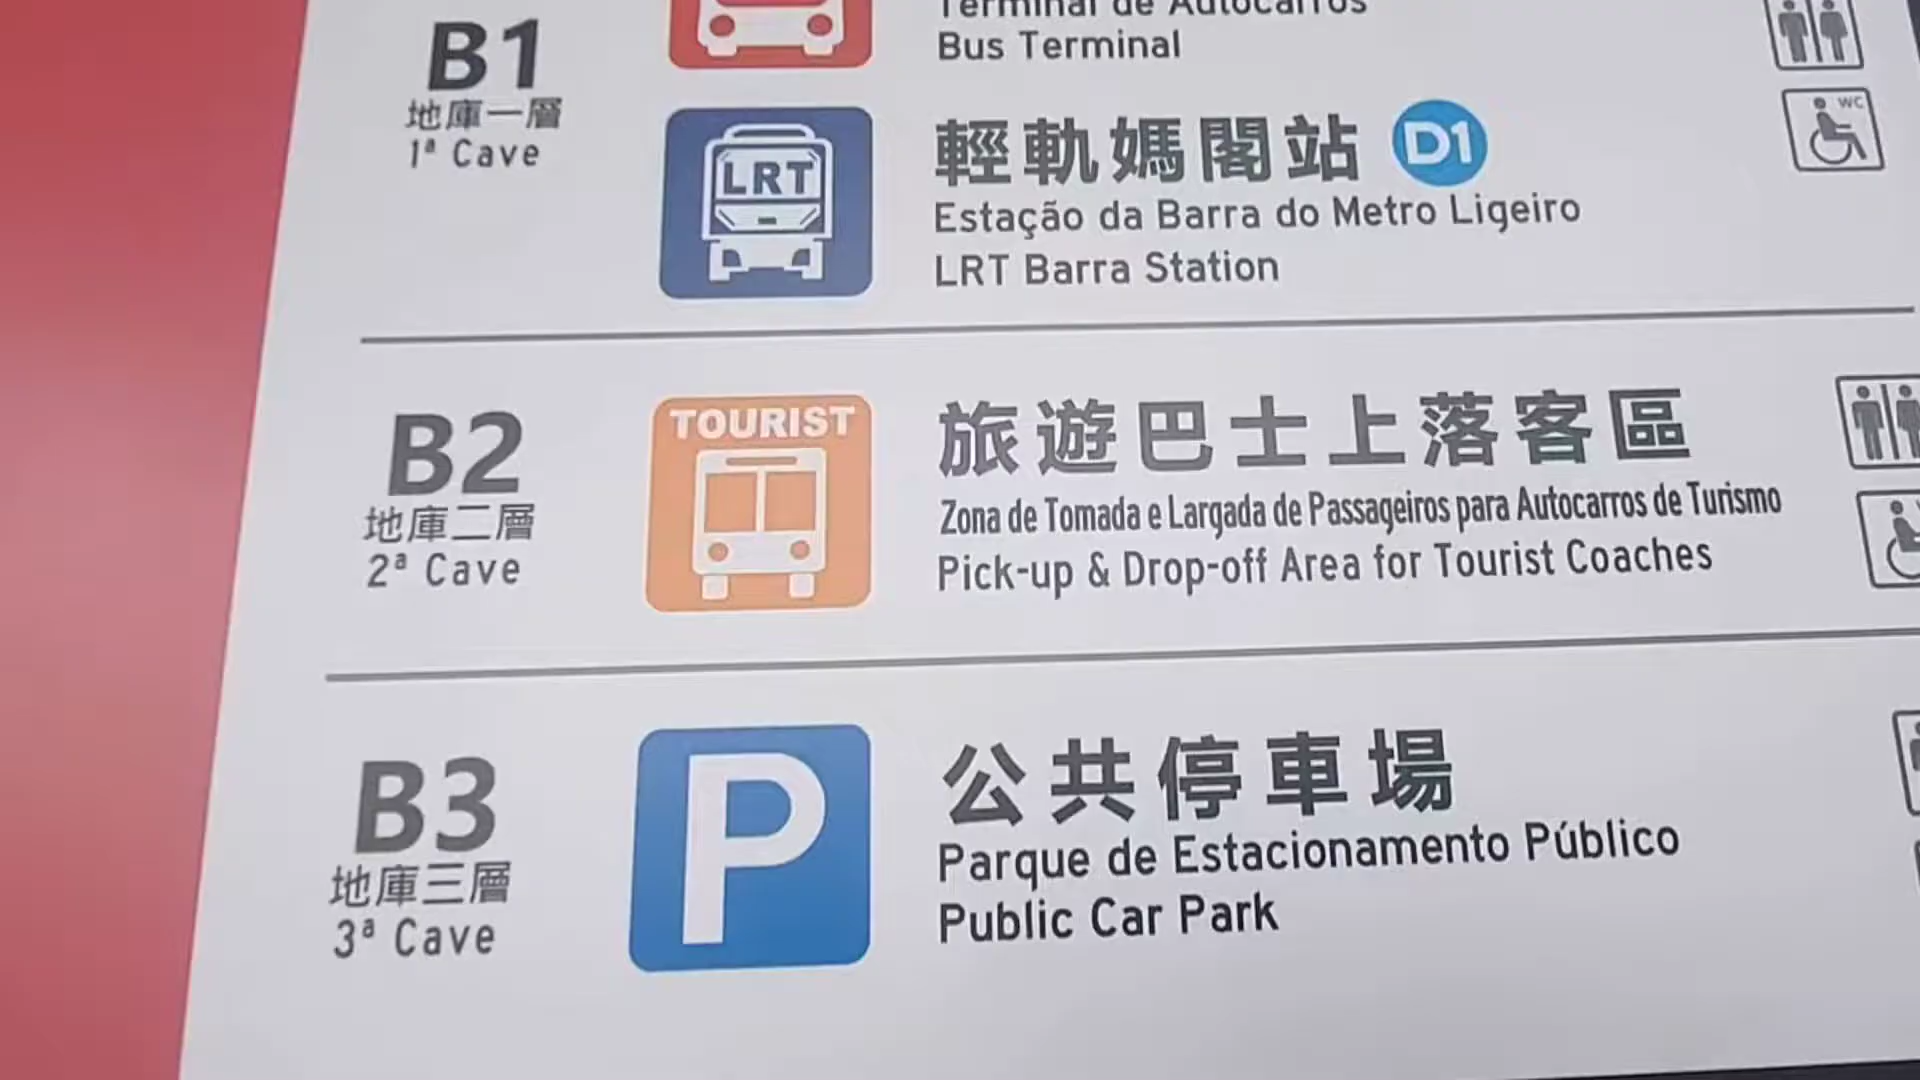 Terminal de Autocarros
B1
Bus Terminal
地庫一層
1ª Cave
LRT
輕軌媽閣站 D1
WC
Estação da Barra do Metro Ligeiro
LRT Barra Station
B2
地庫二層
2ª Cave
TOURIST
旅遊巴士上落客區
Zona de Tomada e Largada de Passageiros para Autocarros de Turismo
Pick-up & Drop-off Area for Tourist Coaches
B3
地庫三層
3ª Cave
P
公共停車場
Parque de Estacionamento Público
Public Car Park